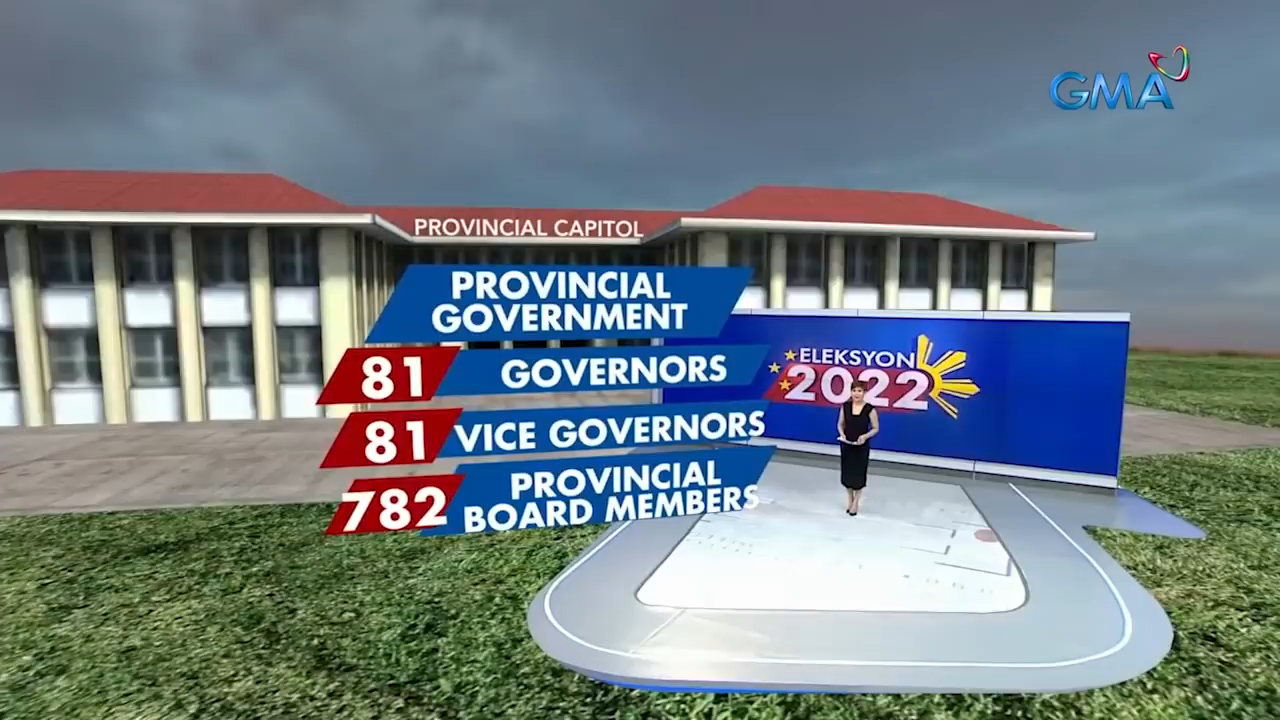 GMA
PROVINCIAL CAPITOL
PROVINCIAL
GOVERNMENT
81 GOVERNORS
81 VICE GOVERNORS
782 PROVINCIAL
BOARD MEMBERS
ELEKSYON
2022